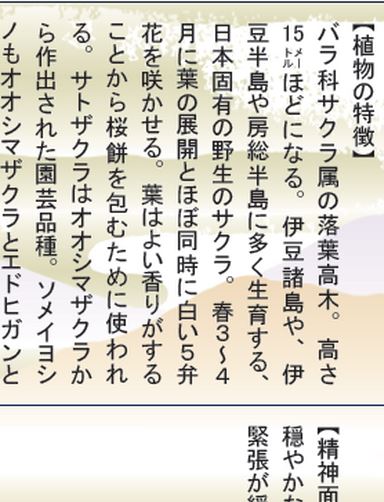 【植物の特徴】
バラ科サクラ属の落葉高木。高さ
15㍍ほどになる。伊豆諸島や、伊
豆半島や房総半島に多く生育する、
日本固有の野生のサクラ。春3〜4
月に葉の展開とほぼ同時に白い5弁
花を咲かせる。葉はよい香りがする
ことから桜餅を包むために使われ
る。サトザクラはオオシマザクラか
ら作出された園芸品種。ソメイヨシ
ノもオオシマザクラとエドヒガンと
【精神面
穏やかな
緊張が